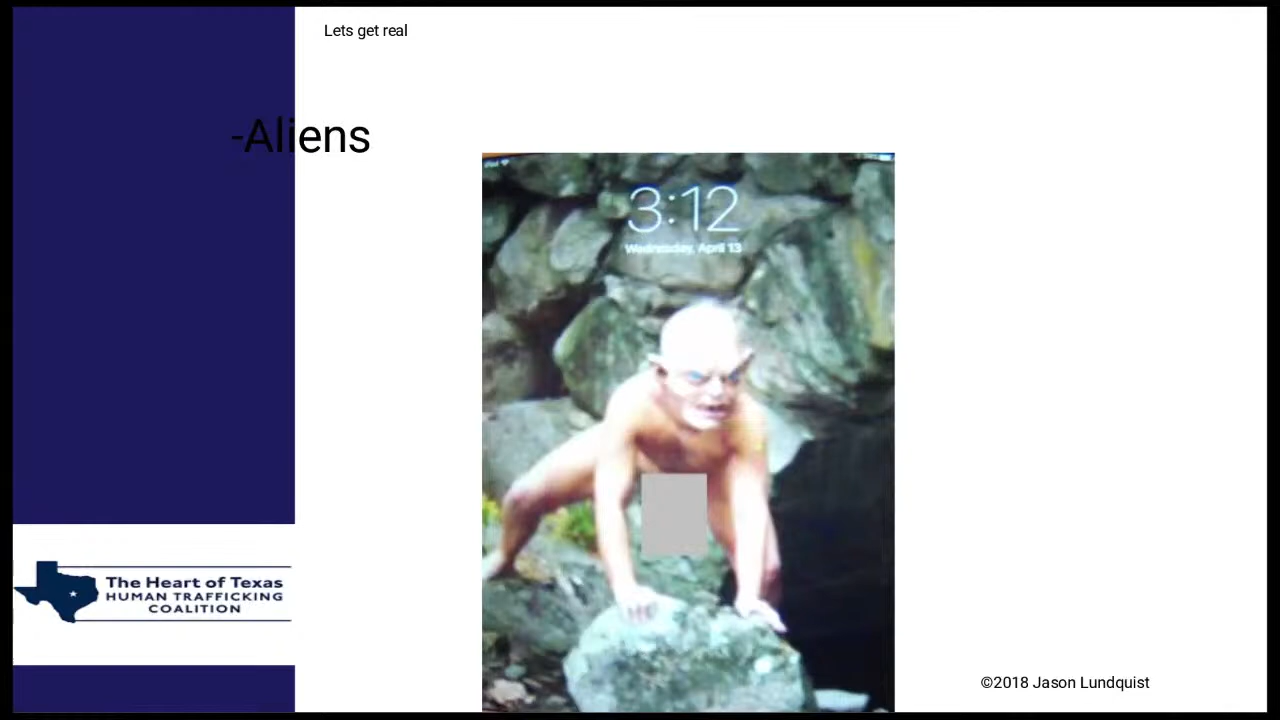 Lets get real
-Aliens
3:12
Wednesday, April 13
The Heart of Texas
HUMAN TRAFFICKING
COALITION
©2018 Jason Lundquist